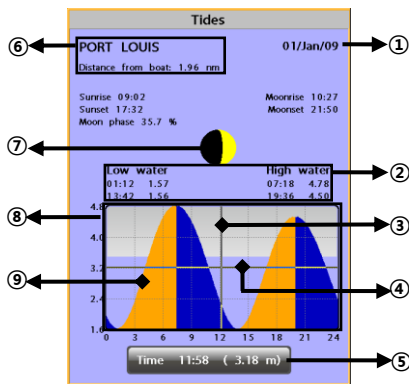 Tides
⑥ PORT LOUIS 01/Jan/09 ①
Distance from boat: 1.96 nm
Sunrise 09:02 Moonrise 10:27
Sunset 17:32 Moonset 21:50
Moon phase 35.7 %
⑦
Low water High water ②
01:12 1.57 07:18 4.78
13:42 1.56 19:36 4.50
⑧ 4.8
③
4.0
3.2
⑨ ④
2.4
1.6
0 3 6 9 12 15 18 21 24
Time 11:58 ( 3.18 m) ⑤